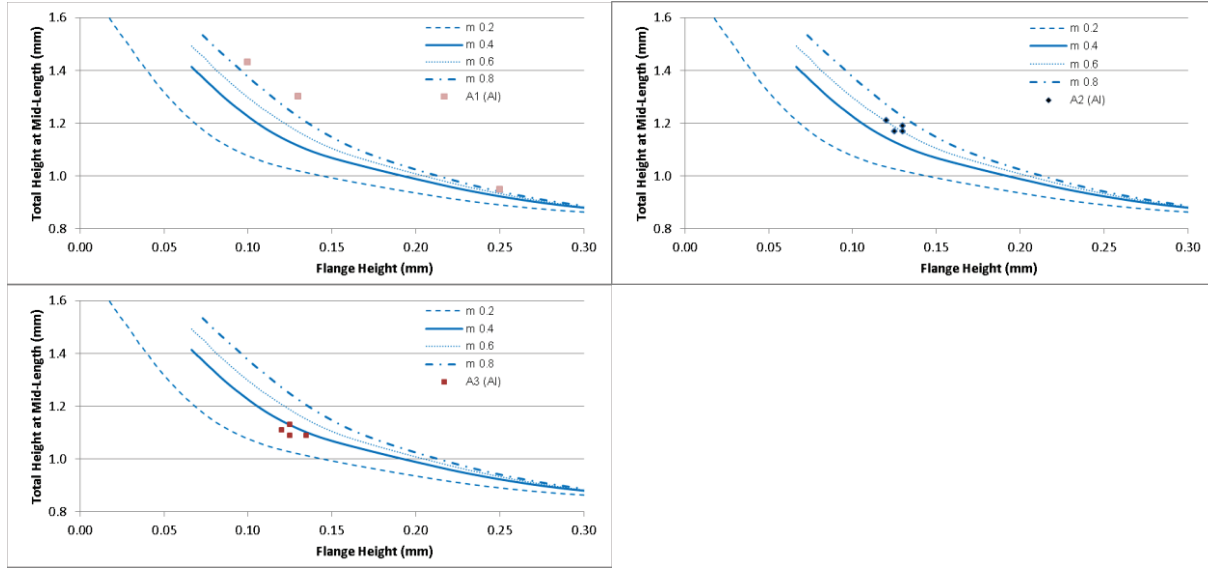 Total Height at Mid-Length (mm)
1.6
1.4
1.2
1.0
0.8
0.00
0.05
0.10
0.15
0.20
0.25
0.30
Flange Height (mm)
m 0.2
m 0.4
m 0.6
m 0.8
A1 (Al)
Total Height at Mid-Length (mm)
1.6
1.4
1.2
1.0
0.8
0.00
0.05
0.10
0.15
0.20
0.25
0.30
Flange Height (mm)
m 0.2
m 0.4
m 0.6
m 0.8
A2 (Al)
Total Height at Mid-Length (mm)
1.6
1.4
1.2
1.0
0.8
0.00
0.05
0.10
0.15
0.20
0.25
0.30
Flange Height (mm)
m 0.2
m 0.4
m 0.6
m 0.8
A3 (Al)